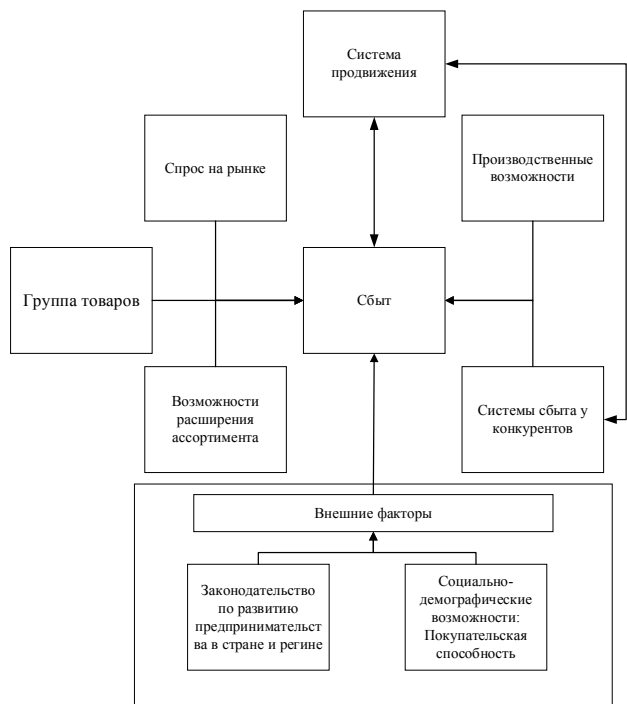 Система
продвижения
Спрос на рынке
Производственные
возможности
Группа товаров
Сбыт
Возможности
расширения
ассортимента
Системы сбыта у
конкурентов
Внешние факторы
Законодательство
по развитию
предпринимательст
ва в стране и регине
Социально-
демографические
возможности:
Покупательская
способность